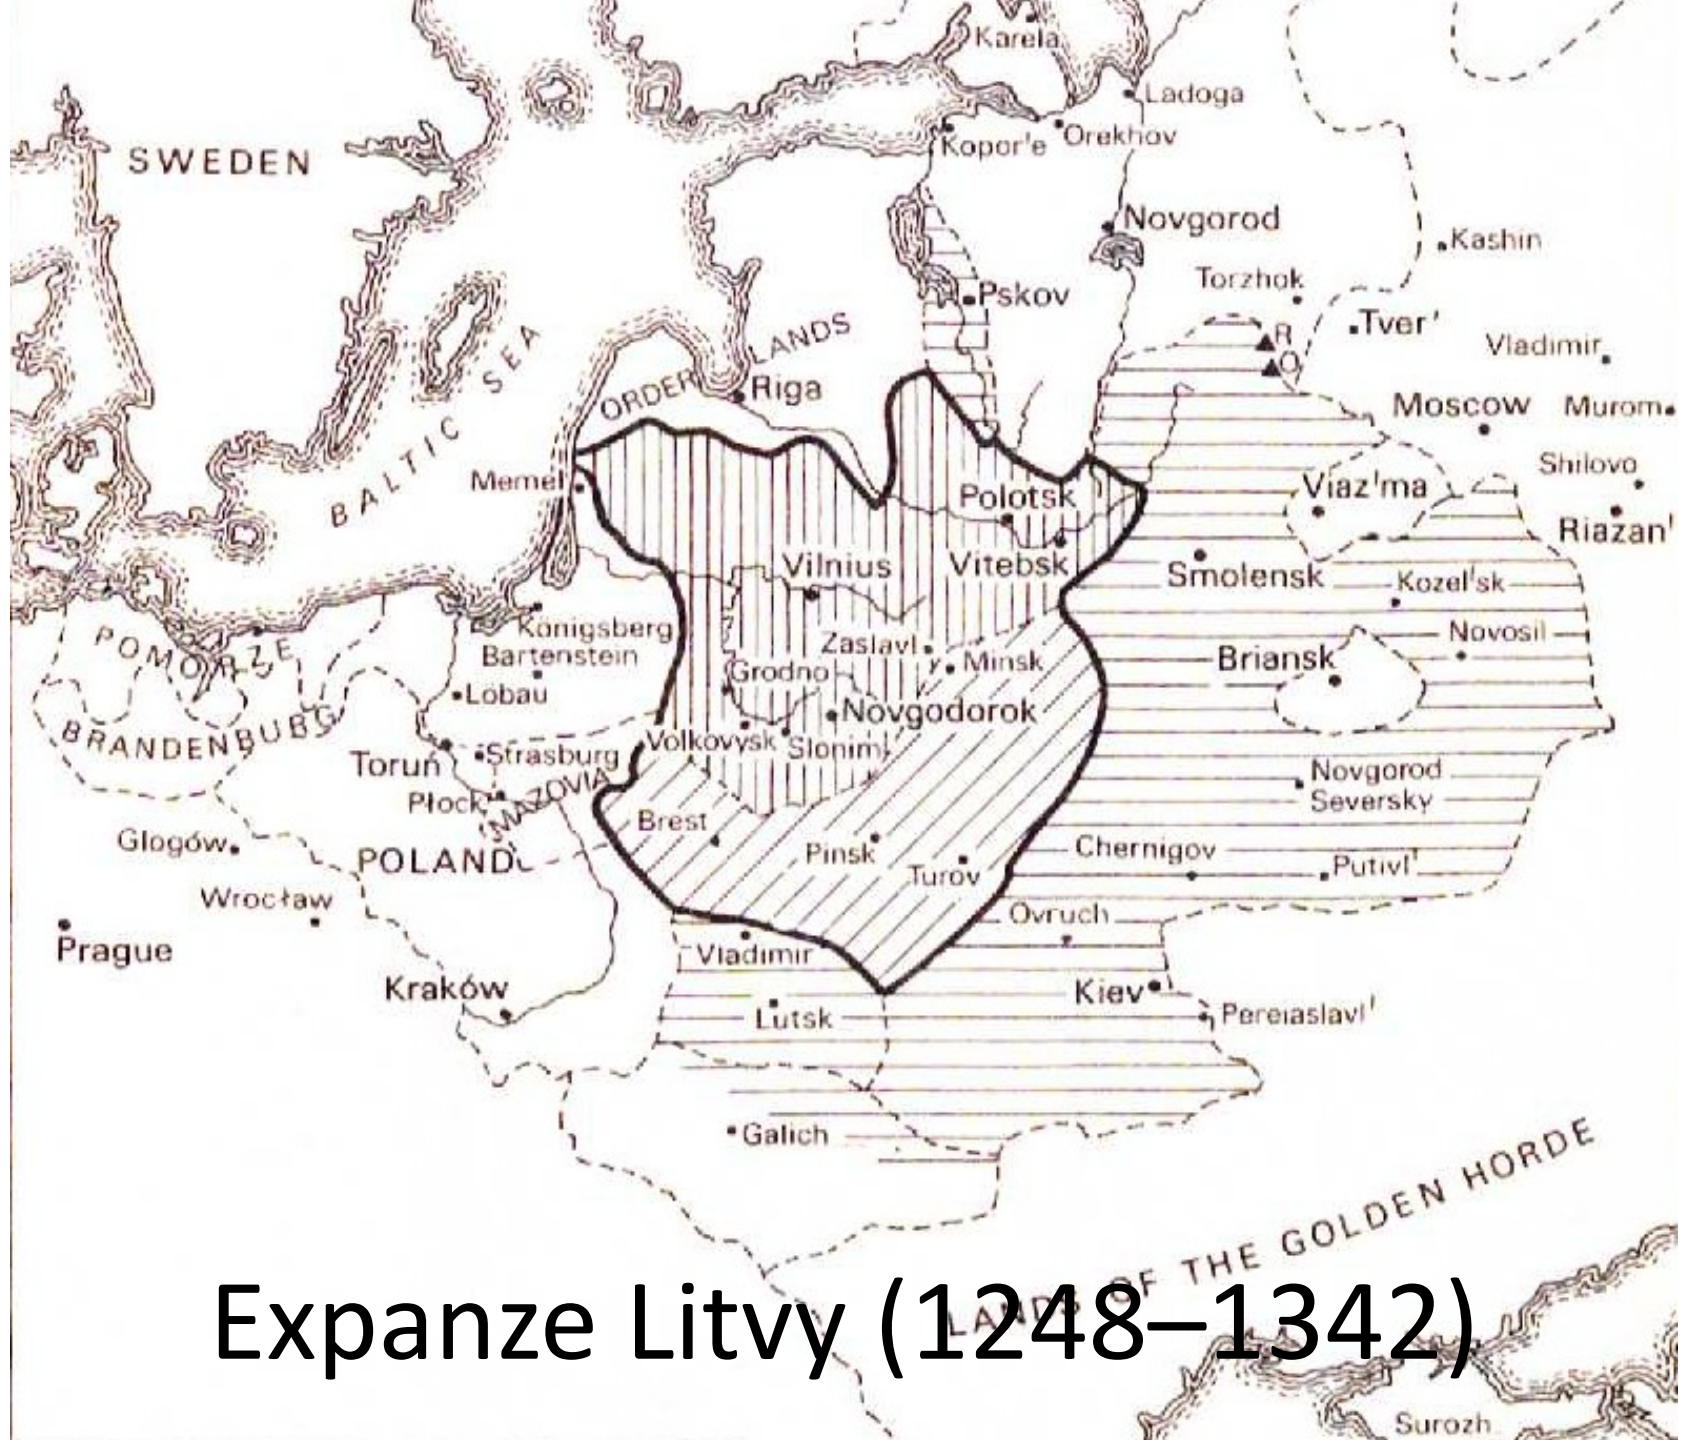 Karela
Ladoga
Kopor'e
Orekhov
SWEDEN
Novgorod
Kashin
Torzhok
Pskov
Tver'
R
O
LANDS
Vladimir
ORDER
Riga
Moscow
Murom
BALTIC SEA
Memel
Shilovo
Polotsk
Viaz'ma
Riazan'
Vilnius
Vitebsk
Smolensk
Kozel'sk
Königsberg
Zaslavl
Minsk
Novosil
POMORZE
Bartenstein
Grodno
Briansk
Löbau
Novgodorok
BRANDENBURG
Volkovysk
Slonim
Toruń
Strasburg
Novgorod
Seversky
Płock
MAZOVIA
Brest
Glogów
POLAND
Pinsk
Turov
Chernigov
Putivl'
Wrocław
Ovruch
Prague
Vladimir
Kraków
Kiev
Lutsk
Pereiaslavl'
Galich
LANDS OF THE GOLDEN HORDE
Expanze Litvy (1248–1342)
Surozh